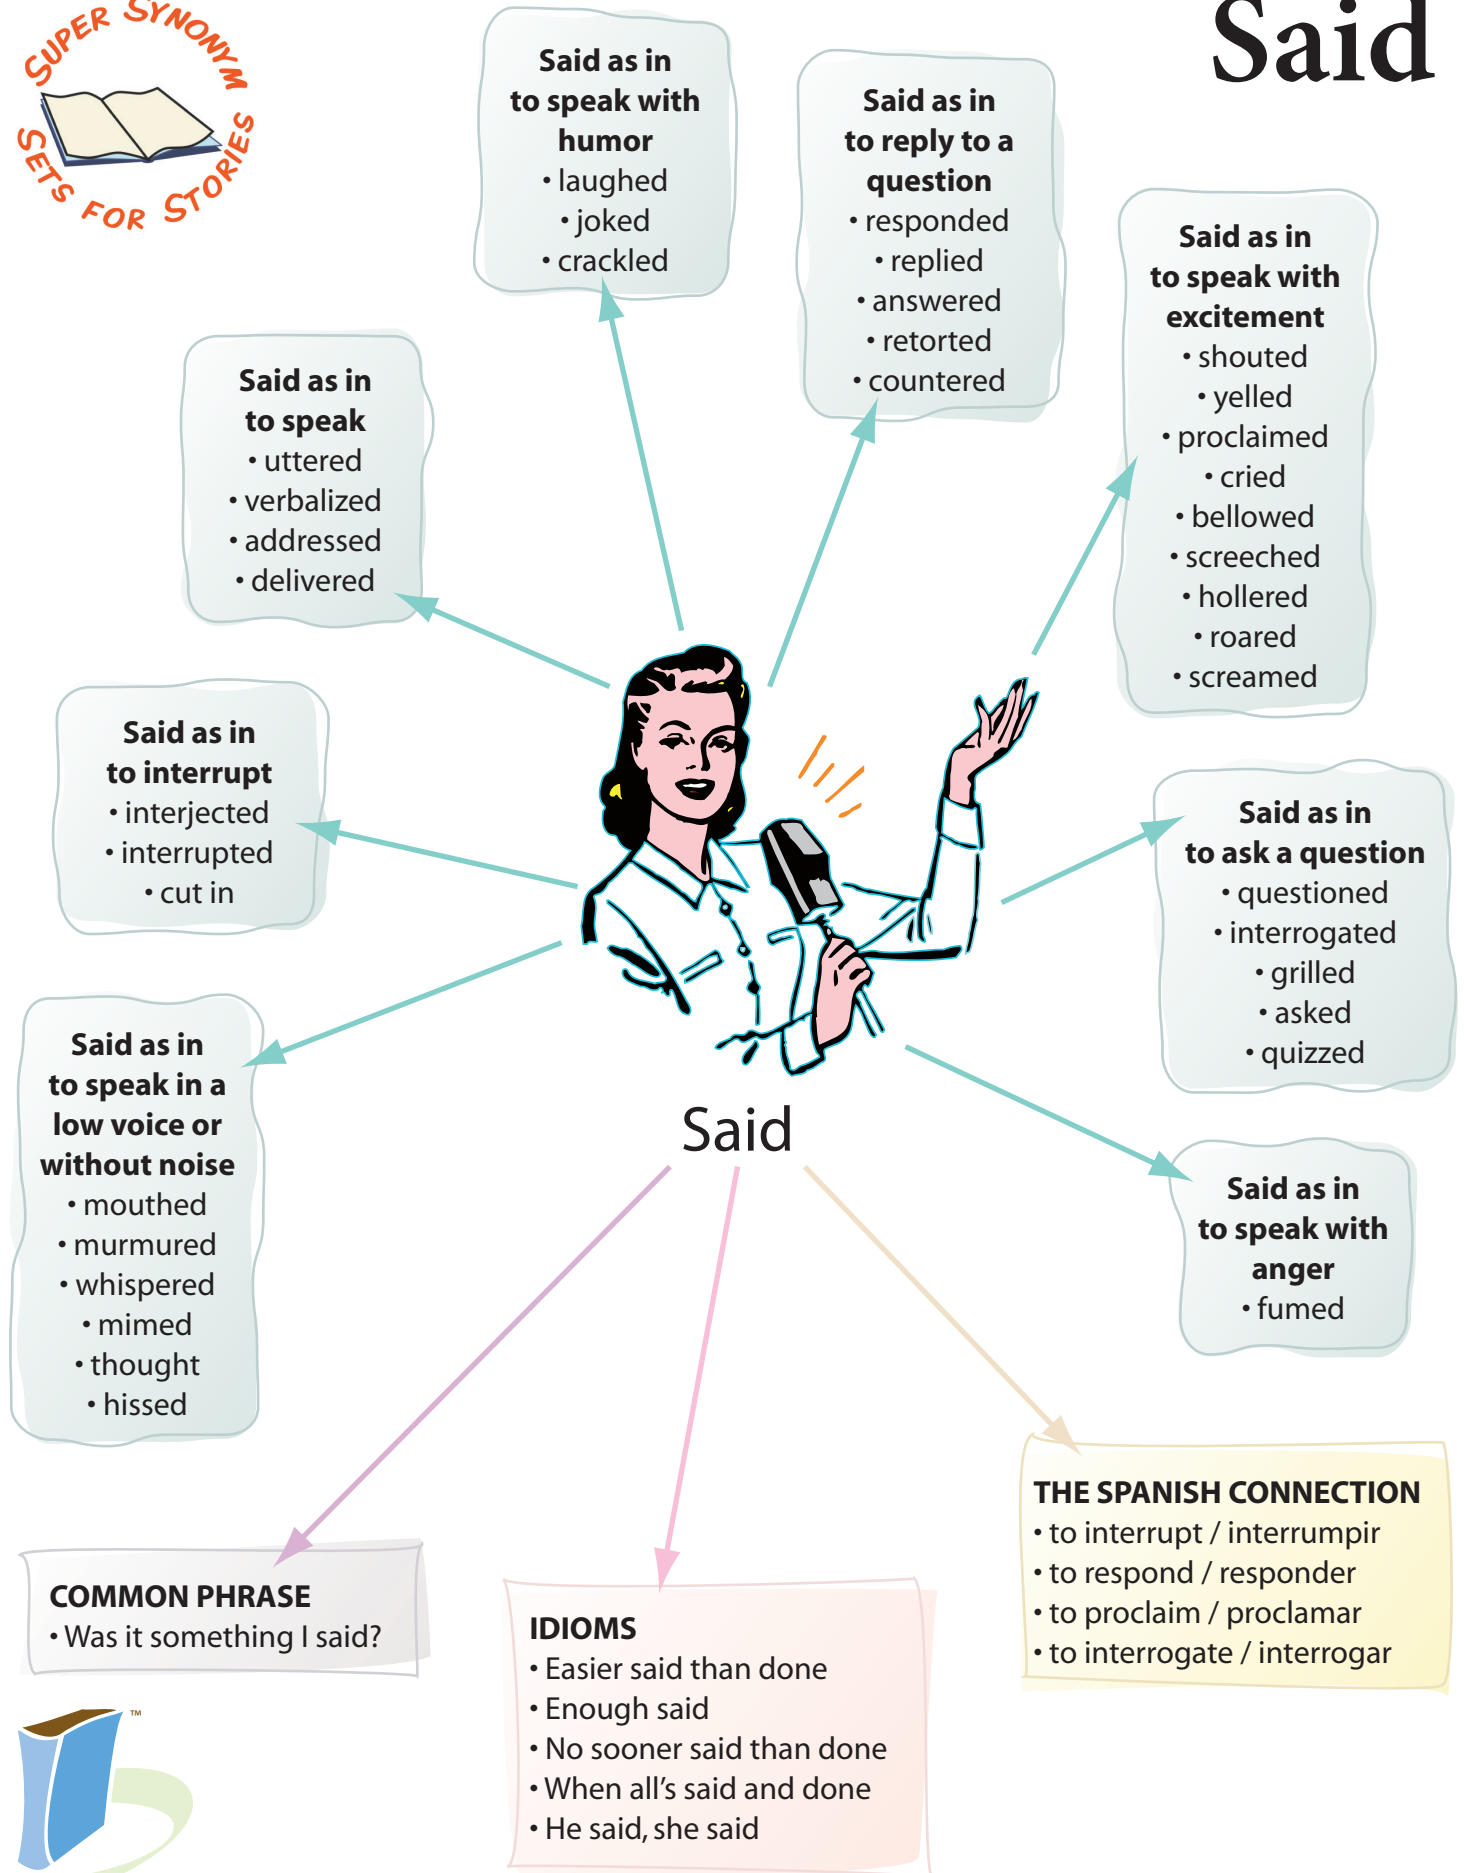 SUPER SYNONYM
SETS FOR STORIES
Said
Said as in
to speak with
humor
• laughed
• joked
• crackled
Said as in
to reply to a
question
• responded
• replied
• answered
• retorted
• countered
Said as in
to speak with
excitement
• shouted
• yelled
• proclaimed
• cried
• bellowed
• screeched
• hollered
• roared
• screamed
Said as in
to speak
• uttered
• verbalized
• addressed
• delivered
Said as in
to interrupt
• interjected
• interrupted
• cut in
Said as in
to ask a question
• questioned
• interrogated
• grilled
• asked
• quizzed
Said as in
to speak in a
low voice or
without noise
• mouthed
• murmured
• whispered
• mimed
• thought
• hissed
Said
Said as in
to speak with
anger
• fumed
COMMON PHRASE
• Was it something I said?
IDIOMS
• Easier said than done
• Enough said
• No sooner said than done
• When all's said and done
• He said, she said
THE SPANISH CONNECTION
• to interrupt / interrumpir
• to respond / responder
• to proclaim / proclamar
• to interrogate / interrogar
™